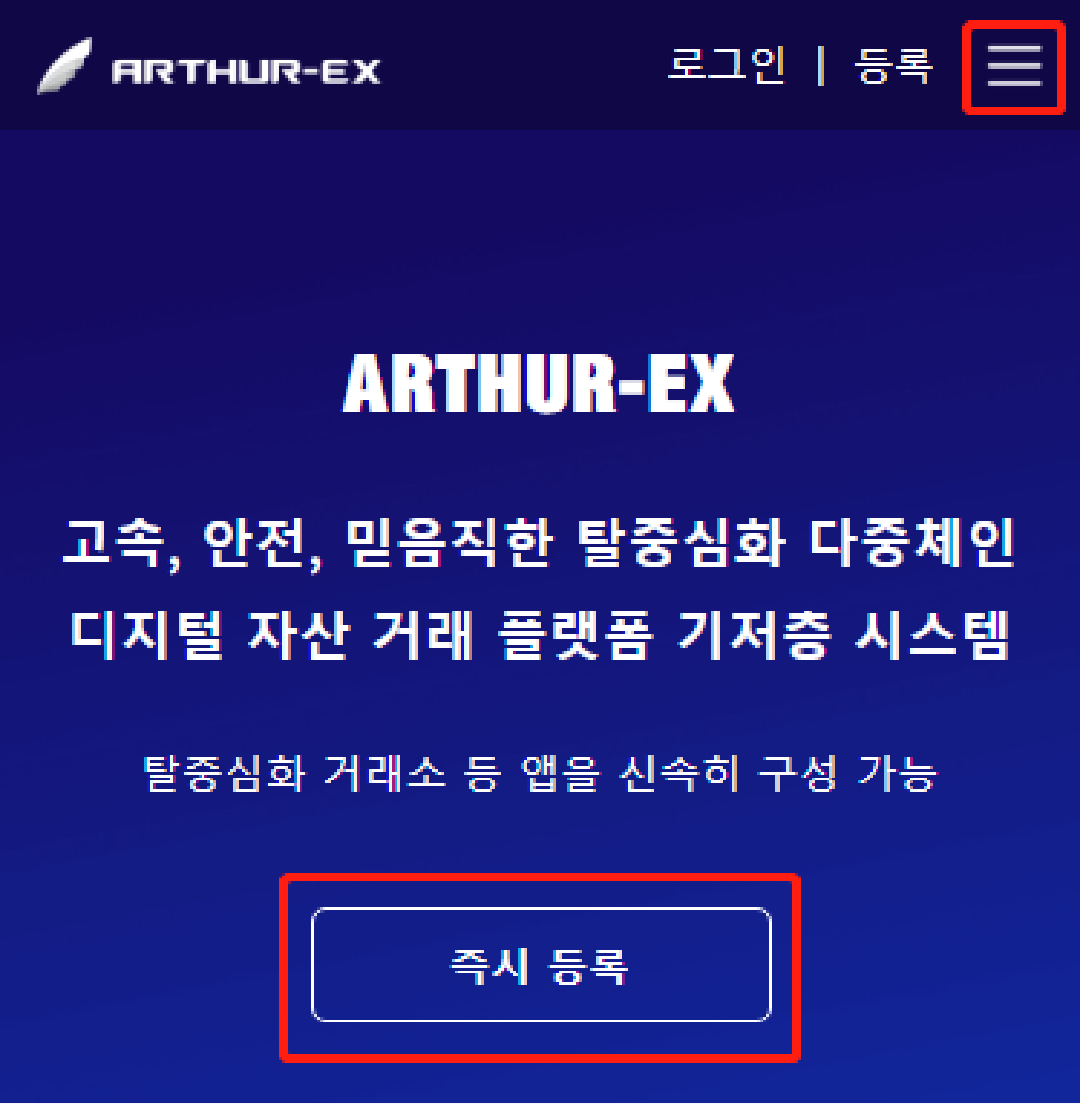 ARTHUR-EX
로그인 | 등록
ARTHUR-EX
고속, 안전, 믿음직한 탈중심화 다중체인
디지털 자산 거래 플랫폼 기저층 시스템
탈중심화 거래소 등 앱을 신속히 구성 가능
즉시 등록